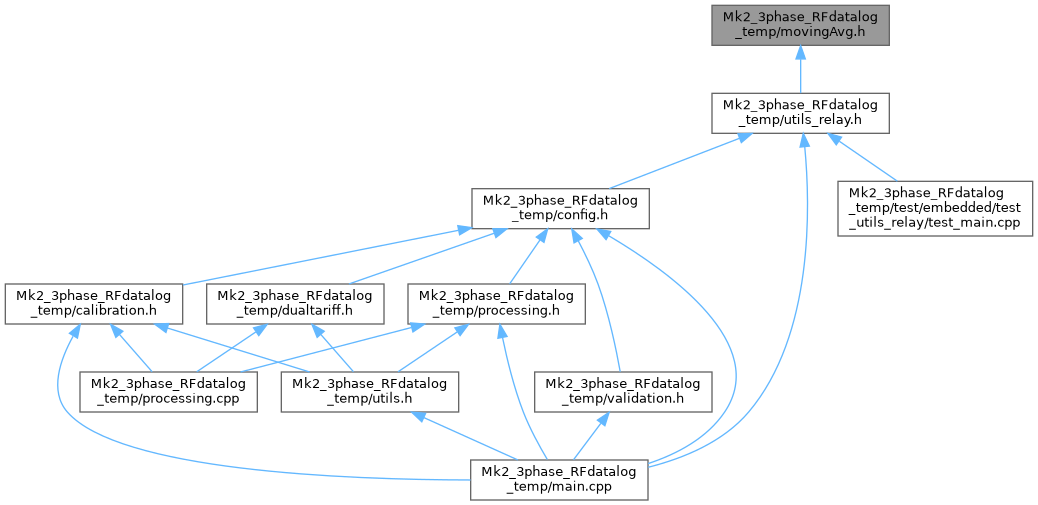 Mk2_3phase_RFdatalog
_temp/movingAvg.h
Mk2_3phase_RFdatalog
_temp/utils_relay.h
Mk2_3phase_RFdatalog
_temp/config.h
Mk2_3phase_RFdatalog
_temp/test/embedded/test
_utils_relay/test_main.cpp
Mk2_3phase_RFdatalog
_temp/calibration.h
Mk2_3phase_RFdatalog
_temp/dualtariff.h
Mk2_3phase_RFdatalog
_temp/processing.h
Mk2_3phase_RFdatalog
_temp/processing.cpp
Mk2_3phase_RFdatalog
_temp/utils.h
Mk2_3phase_RFdatalog
_temp/validation.h
Mk2_3phase_RFdatalog
_temp/main.cpp